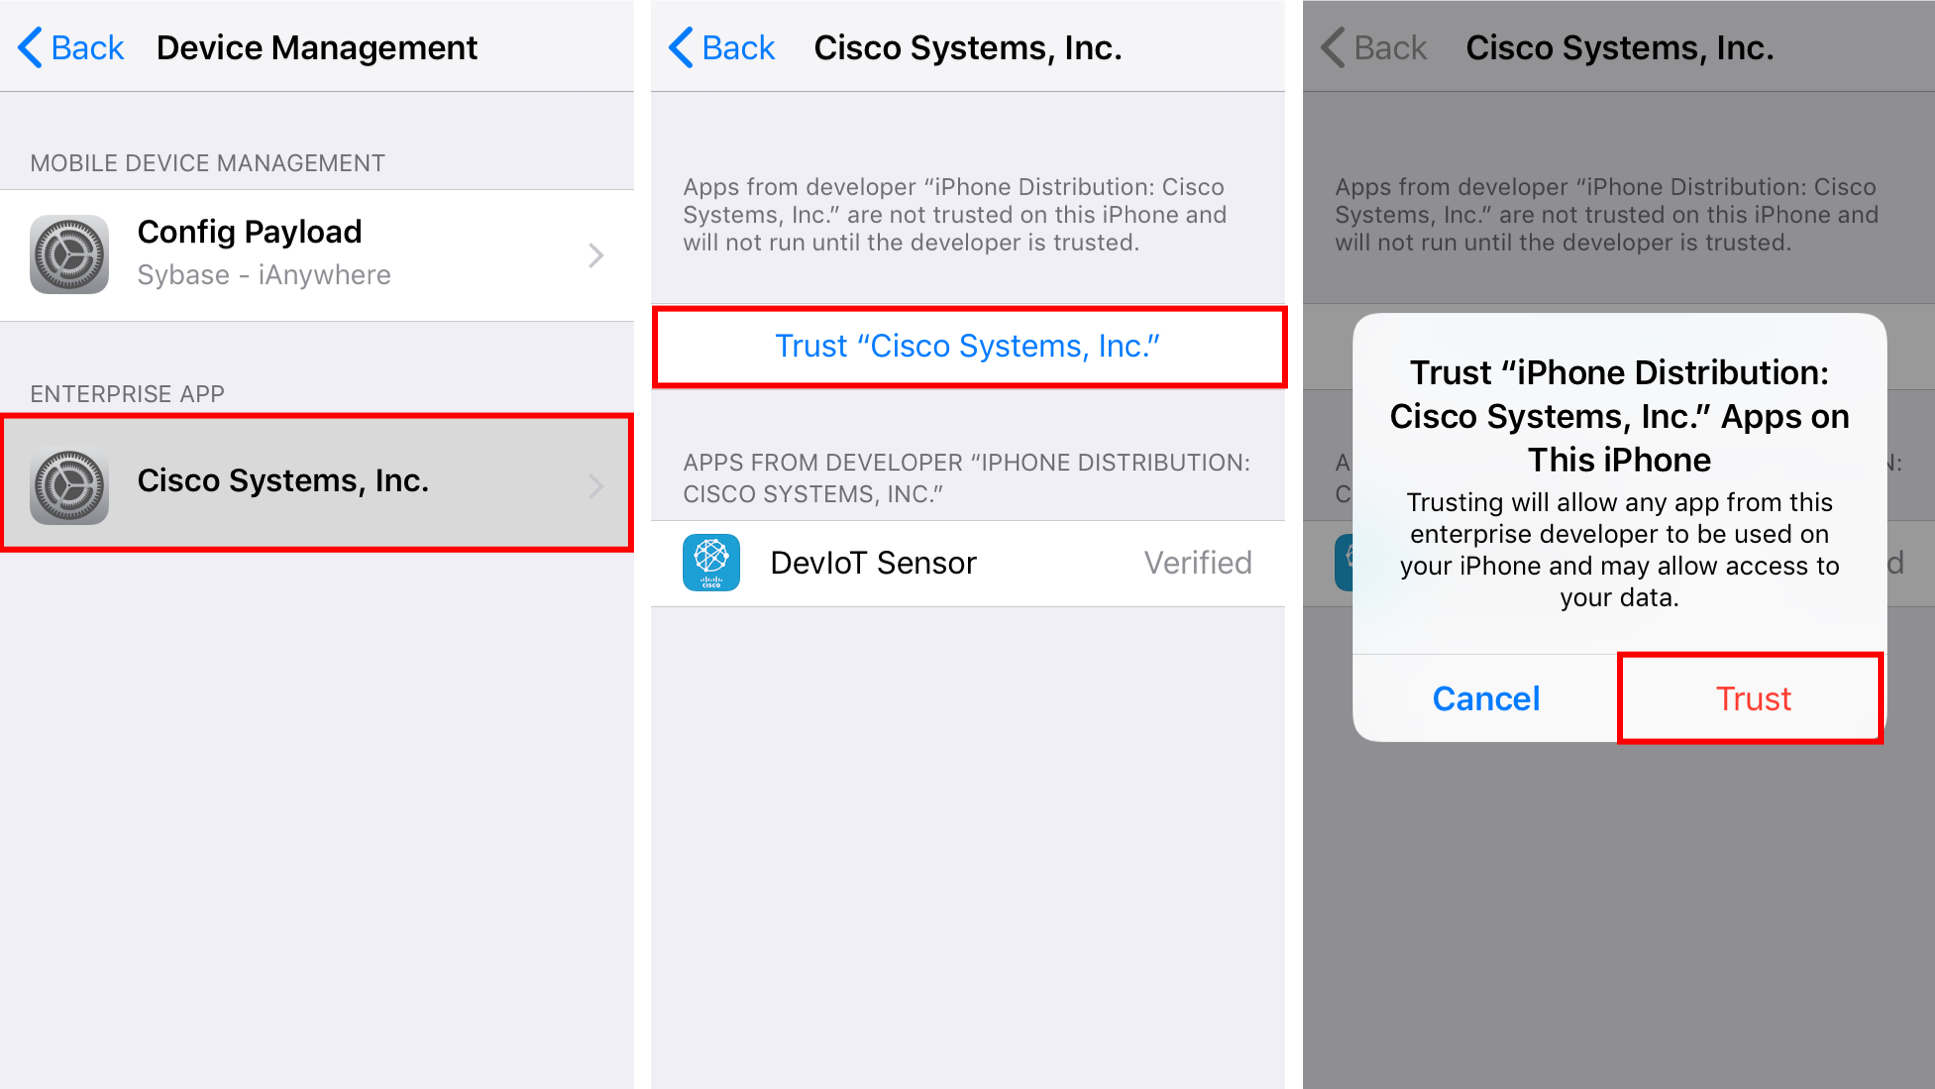 Back
Device Management
MOBILE DEVICE MANAGEMENT
Config Payload
Sybase - iAnywhere
ENTERPRISE APP
Cisco Systems, Inc.
Back
Cisco Systems, Inc.
Apps from developer “iPhone Distribution: Cisco
Systems, Inc.” are not trusted on this iPhone and
will not run until the developer is trusted.
Trust “Cisco Systems, Inc.”
APPS FROM DEVELOPER “IPHONE DISTRIBUTION:
CISCO SYSTEMS, INC.”
cisco
DevIoT Sensor
Verified
Back
Cisco Systems, Inc.
Apps from developer “iPhone Distribution: Cisco
Systems, Inc.” are not trusted on this iPhone and
will not run until the developer is trusted.
Trust “iPhone Distribution:
Cisco Systems, Inc.” Apps on
This iPhone
Trusting will allow any app from this
enterprise developer to be used on
your iPhone and may allow access to
your data.
Cancel
Trust